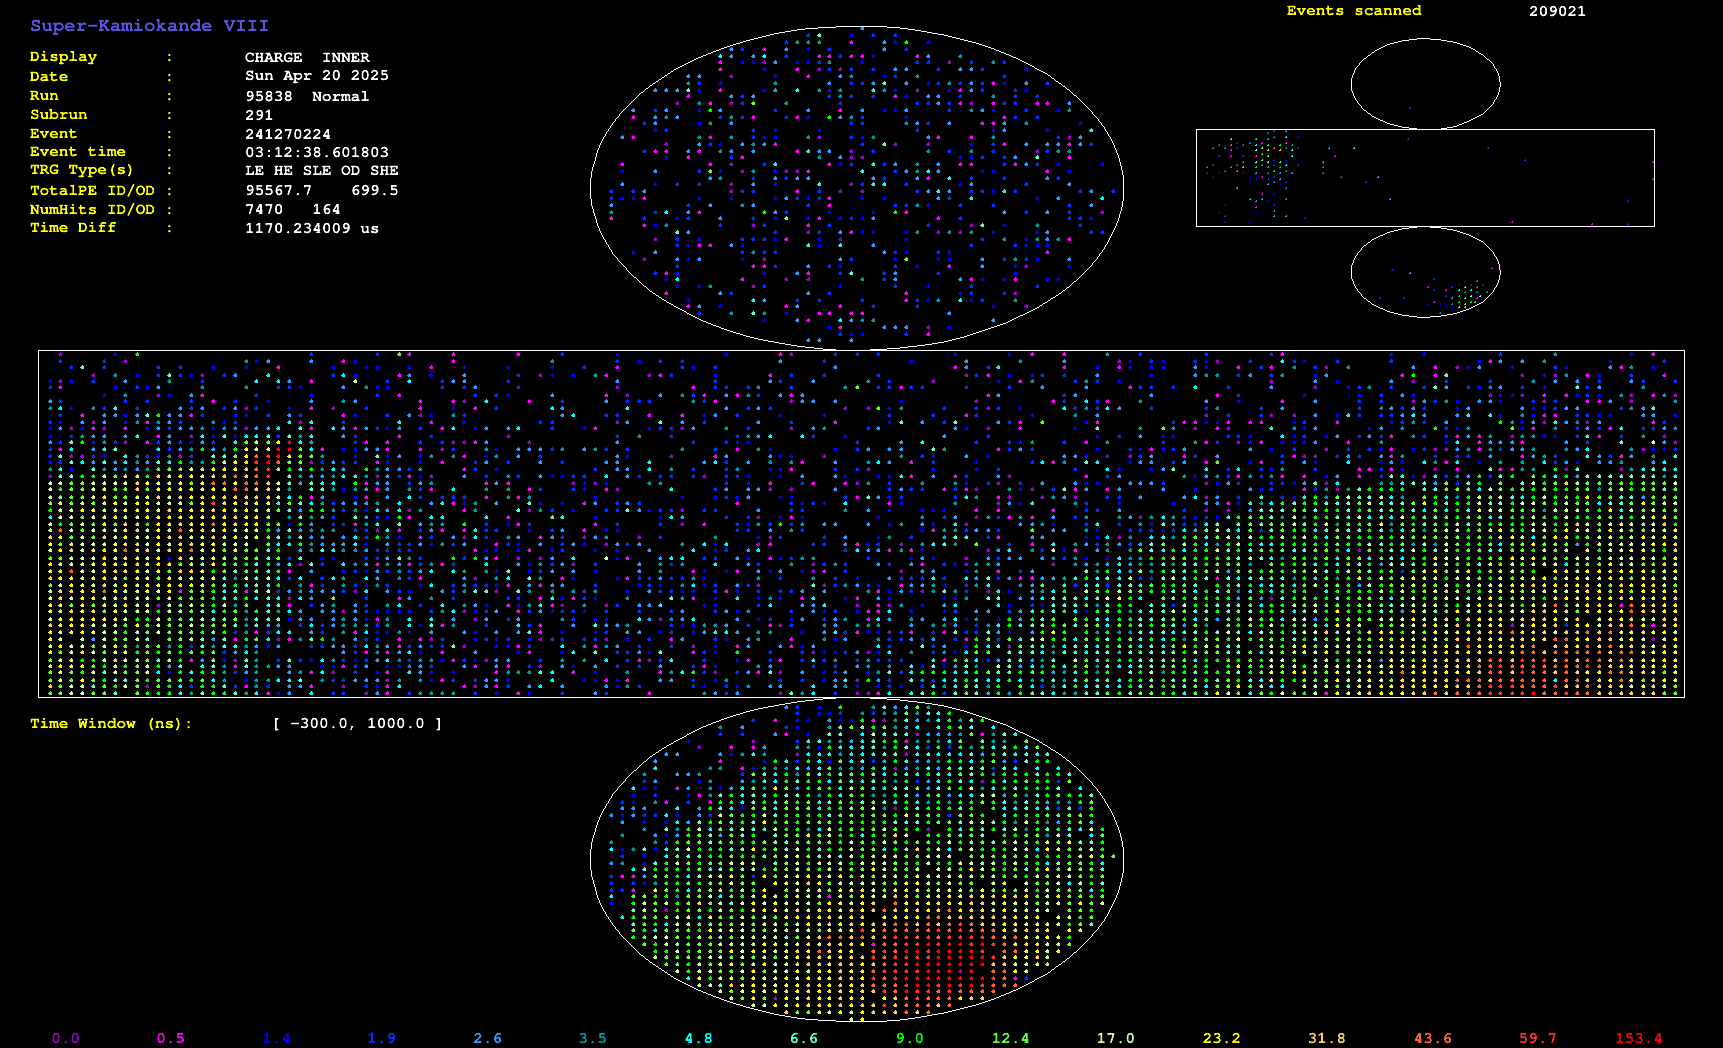 Super-Kamiokande VIII
Events scanned 209021
Display : CHARGE INNER
Date : Sun Apr 20 2025
Run : 95838 Normal
Subrun : 291
Event : 241270224
Event time : 03:12:38.601803
TRG Type(s) : LE HE SLE OD SHE
TotalPE ID/OD : 95567.7 699.5
NumHits ID/OD : 7470 164
Time Diff : 1170.234009 us
Time Window (ns): [ -300.0, 1000.0 ]
0.0 0.5 1.4 1.9 2.6 3.5 4.8 6.6 9.0 12.4 17.0 23.2 31.8 43.6 59.7 153.4